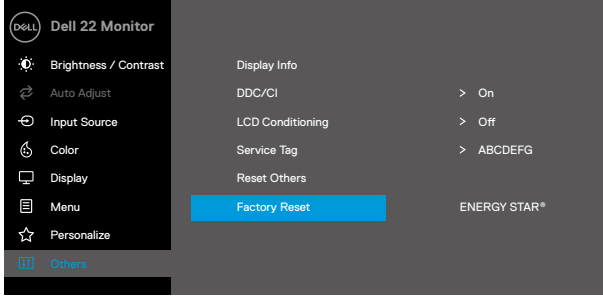 DELL Dell 22 Monitor
Brightness / Contrast
Auto Adjust
Input Source
Color
Display
Menu
Personalize
Others
Display Info
DDC/CI > On
LCD Conditioning > Off
Service Tag > ABCDEFG
Reset Others
Factory Reset ENERGY STAR®